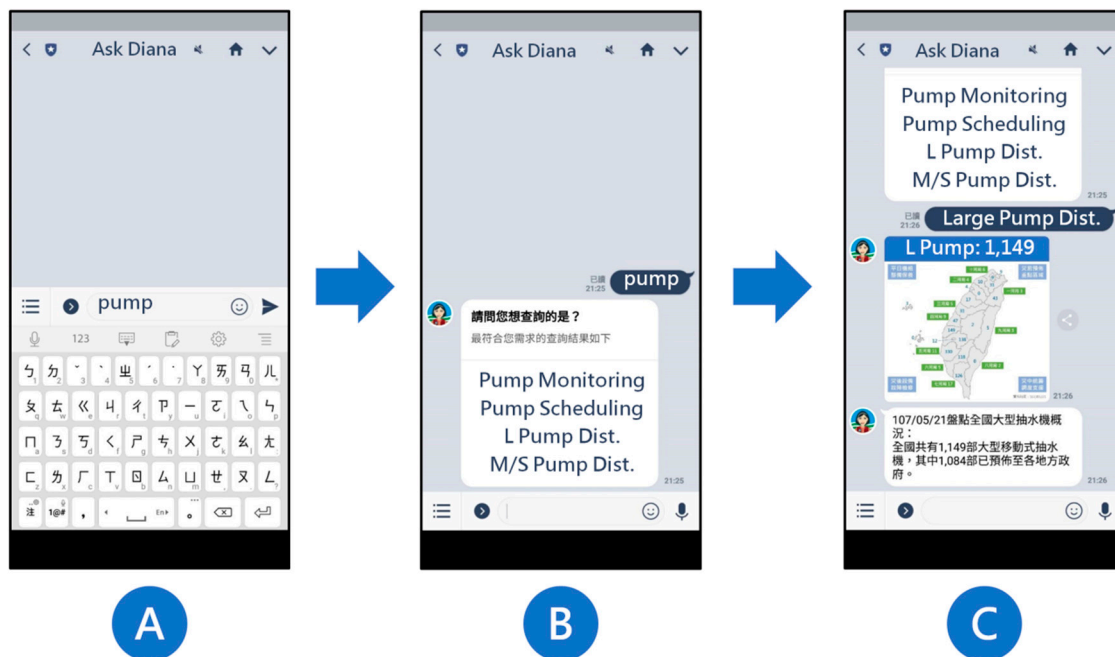 Ask Diana
pump
123
ㄅ ㄉ ˇ ˋ ㄓ ˊ ˙ ㄚ ㄞ ㄢ ㄦ
ㄆ ㄊ ㄍ ㄐ ㄔ ㄗ ㄧ ㄛ ㄟ ㄣ
ㄇ ㄋ ㄎ ㄑ ㄕ ㄘ ㄨ ㄜ ㄠ ㄤ
ㄈ ㄌ ㄏ ㄒ ㄖ ㄙ ㄩ ㄝ ㄡ ㄥ
注 1@# , En 。
A
Ask Diana
已讀
21:25
pump
請問您想查詢的是？
最符合您需求的查詢結果如下
Pump Monitoring
Pump Scheduling
L Pump Dist.
M/S Pump Dist.
21:25
B
Ask Diana
Pump Monitoring
Pump Scheduling
L Pump Dist.
M/S Pump Dist.
21:25
已讀
21:26
Large Pump Dist.
L Pump: 1,149
21:26
107/05/21盤點全國大型抽水機概
況：
全國共有1,149部大型移動式抽水
機，其中1,084部已預佈至各地方政
府。
21:26
C